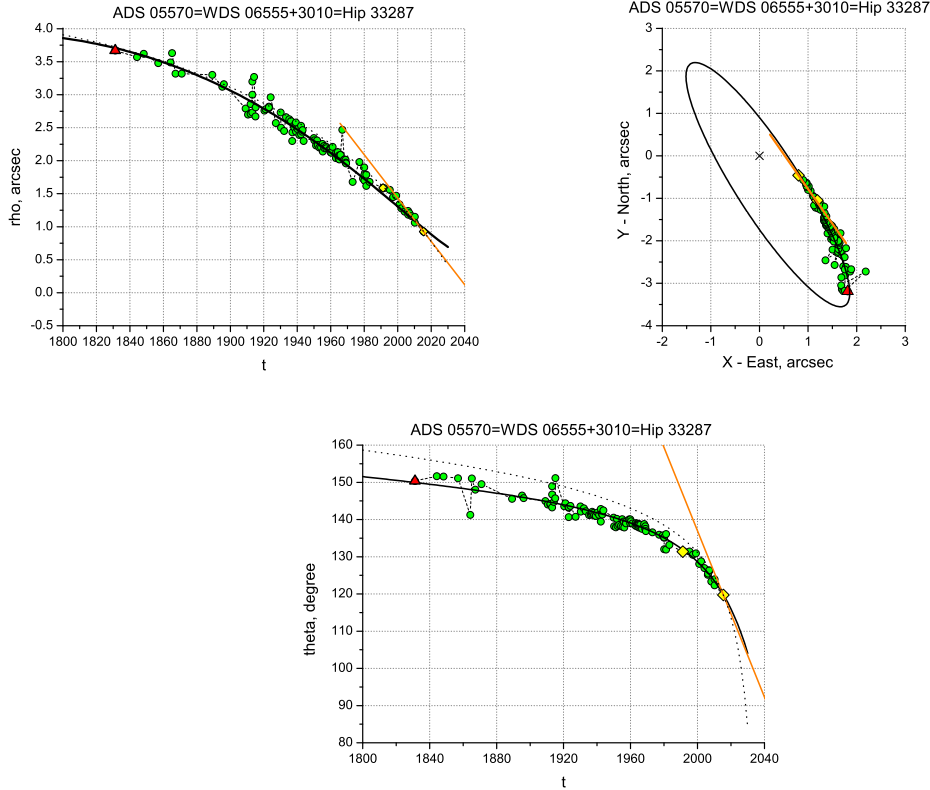 ADS 05570=WDS 06555+3010=Hip 33287
4.0
3.5
3.0
2.5
2.0
1.5
1.0
0.5
0.0
-0.5
rho, arcsec
1800 1820 1840 1860 1880 1900 1920 1940 1960 1980 2000 2020 2040
t
ADS 05570=WDS 06555+3010=Hip 33287
3
2
1
0
-1
-2
-3
-4
Y - North, arcsec
-2 -1 0 1 2 3
X - East, arcsec
ADS 05570=WDS 06555+3010=Hip 33287
160
150
140
130
120
110
100
90
80
theta, degree
1800 1840 1880 1920 1960 2000 2040
t